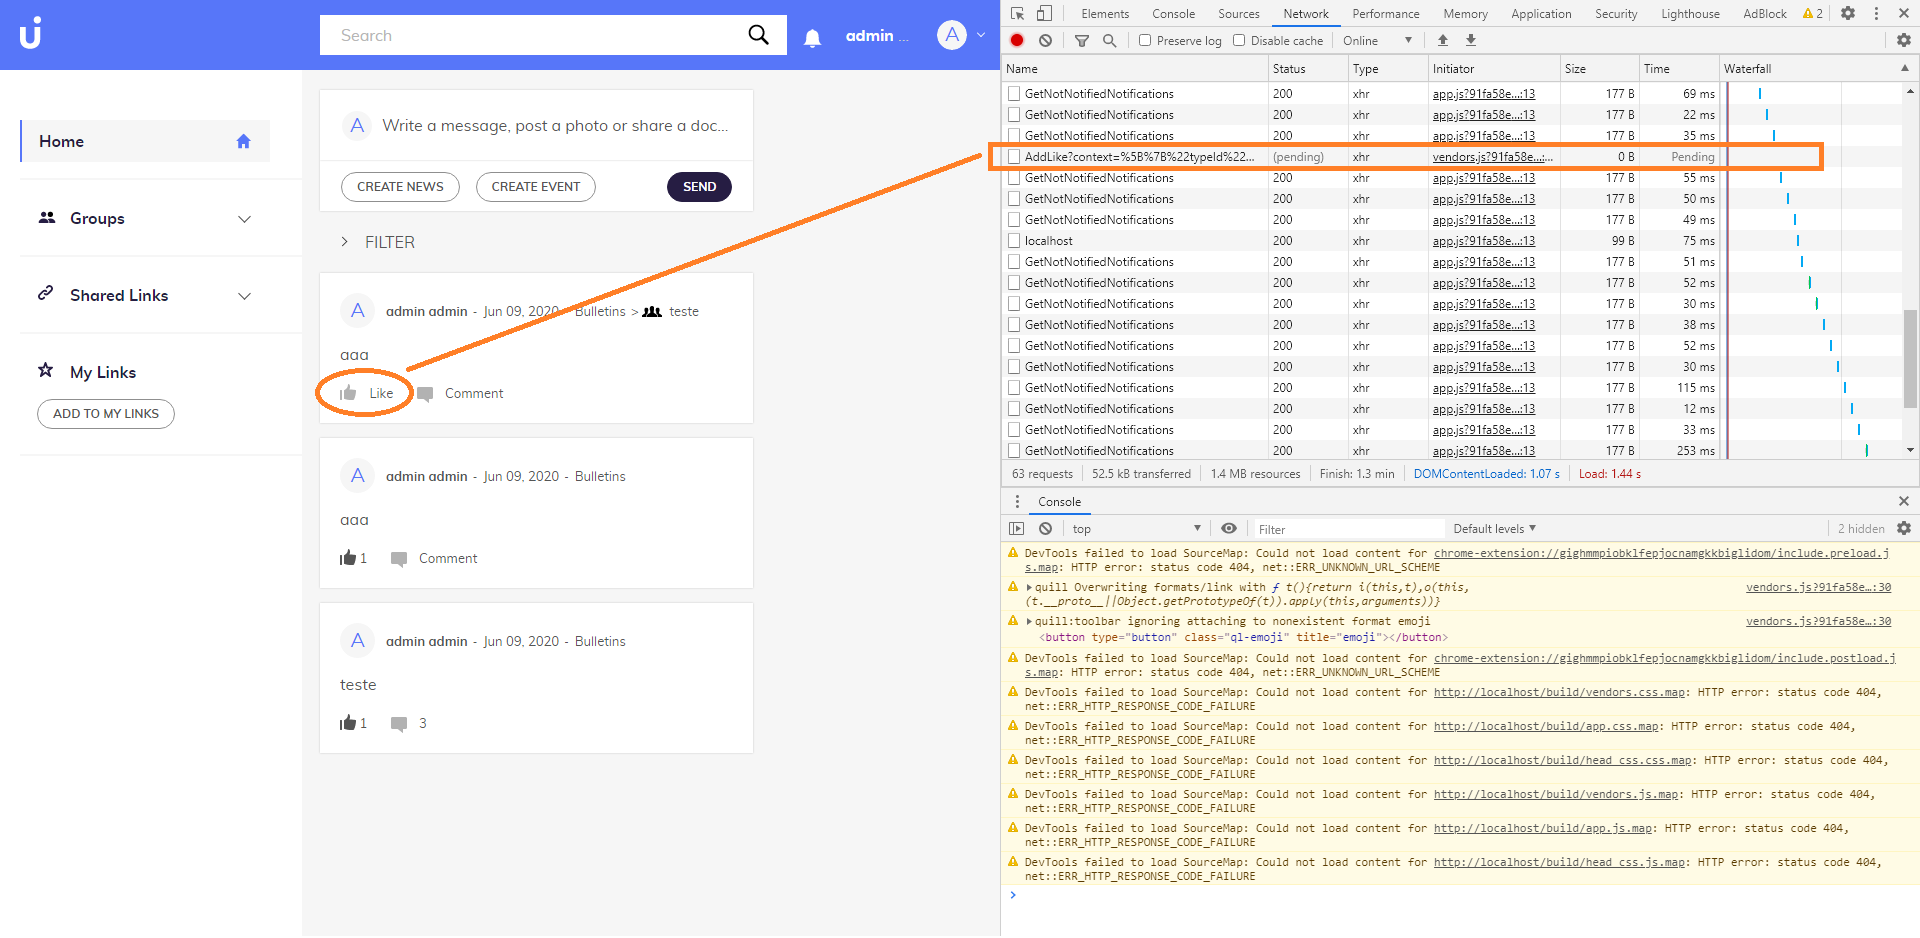 Ui
Search
admin ...
A
Home
Groups
Shared Links
My Links
ADD TO MY LINKS
A
Write a message, post a photo or share a doc...
CREATE NEWS
CREATE EVENT
SEND
FILTER
A
admin admin - Jun 09, 2020 - Bulletins > teste
aaa
Like
Comment
A
admin admin - Jun 09, 2020 - Bulletins
aaa
1
Comment
A
admin admin - Jun 09, 2020 - Bulletins
teste
1
3
Elements Console Sources Network Performance Memory Application Security Lighthouse AdBlock 2
Preserve log Disable cache Online
Name Status Type Initiator Size Time Waterfall
GetNotNotifiedNotifications 200 xhr app.js?91fa58e...:13 177 B 69 ms
GetNotNotifiedNotifications 200 xhr app.js?91fa58e...:13 177 B 22 ms
GetNotNotifiedNotifications 200 xhr app.js?91fa58e...:13 177 B 35 ms
AddLike?context=%5B%7B%22typeId%22... (pending) xhr vendors.js?91fa58e...:... 0 B Pending
GetNotNotifiedNotifications 200 xhr app.js?91fa58e...:13 177 B 55 ms
GetNotNotifiedNotifications 200 xhr app.js?91fa58e...:13 177 B 50 ms
GetNotNotifiedNotifications 200 xhr app.js?91fa58e...:13 177 B 49 ms
localhost 200 xhr app.js?91fa58e...:13 99 B 75 ms
GetNotNotifiedNotifications 200 xhr app.js?91fa58e...:13 177 B 51 ms
GetNotNotifiedNotifications 200 xhr app.js?91fa58e...:13 177 B 52 ms
GetNotNotifiedNotifications 200 xhr app.js?91fa58e...:13 177 B 30 ms
GetNotNotifiedNotifications 200 xhr app.js?91fa58e...:13 177 B 38 ms
GetNotNotifiedNotifications 200 xhr app.js?91fa58e...:13 177 B 52 ms
GetNotNotifiedNotifications 200 xhr app.js?91fa58e...:13 177 B 30 ms
GetNotNotifiedNotifications 200 xhr app.js?91fa58e...:13 177 B 115 ms
GetNotNotifiedNotifications 200 xhr app.js?91fa58e...:13 177 B 12 ms
GetNotNotifiedNotifications 200 xhr app.js?91fa58e...:13 177 B 33 ms
GetNotNotifiedNotifications 200 xhr app.js?91fa58e...:13 177 B 253 ms
63 requests 52.5 kB transferred 1.4 MB resources Finish: 1.3 min DOMContentLoaded: 1.07 s Load: 1.44 s
Console
top Filter Default levels 2 hidden
DevTools failed to load SourceMap: Could not load content for chrome-extension://gighmmpiobklfepjocnamgkkbiglidom/include.preload.j
s.map: HTTP error: status code 404, net::ERR_UNKNOWN_URL_SCHEME
quill Overwriting formats/link with ƒ t(){return i(this,t),o(this, vendors.js?91fa58e...:30
(t.__proto__||Object.getPrototypeOf(t)).apply(this,arguments))}
quill:toolbar ignoring attaching to nonexistent format emoji vendors.js?91fa58e...:30
<button type="button" class="ql-emoji" title="emoji"></button>
DevTools failed to load SourceMap: Could not load content for chrome-extension://gighmmpiobklfepjocnamgkkbiglidom/include.postload.j
s.map: HTTP error: status code 404, net::ERR_UNKNOWN_URL_SCHEME
DevTools failed to load SourceMap: Could not load content for http://localhost/build/vendors.css.map: HTTP error: status code 404,
net::ERR_HTTP_RESPONSE_CODE_FAILURE
DevTools failed to load SourceMap: Could not load content for http://localhost/build/app.css.map: HTTP error: status code 404,
net::ERR_HTTP_RESPONSE_CODE_FAILURE
DevTools failed to load SourceMap: Could not load content for http://localhost/build/head_css.css.map: HTTP error: status code 404,
net::ERR_HTTP_RESPONSE_CODE_FAILURE
DevTools failed to load SourceMap: Could not load content for http://localhost/build/vendors.js.map: HTTP error: status code 404,
net::ERR_HTTP_RESPONSE_CODE_FAILURE
DevTools failed to load SourceMap: Could not load content for http://localhost/build/app.js.map: HTTP error: status code 404,
net::ERR_HTTP_RESPONSE_CODE_FAILURE
DevTools failed to load SourceMap: Could not load content for http://localhost/build/head_css.js.map: HTTP error: status code 404,
net::ERR_HTTP_RESPONSE_CODE_FAILURE